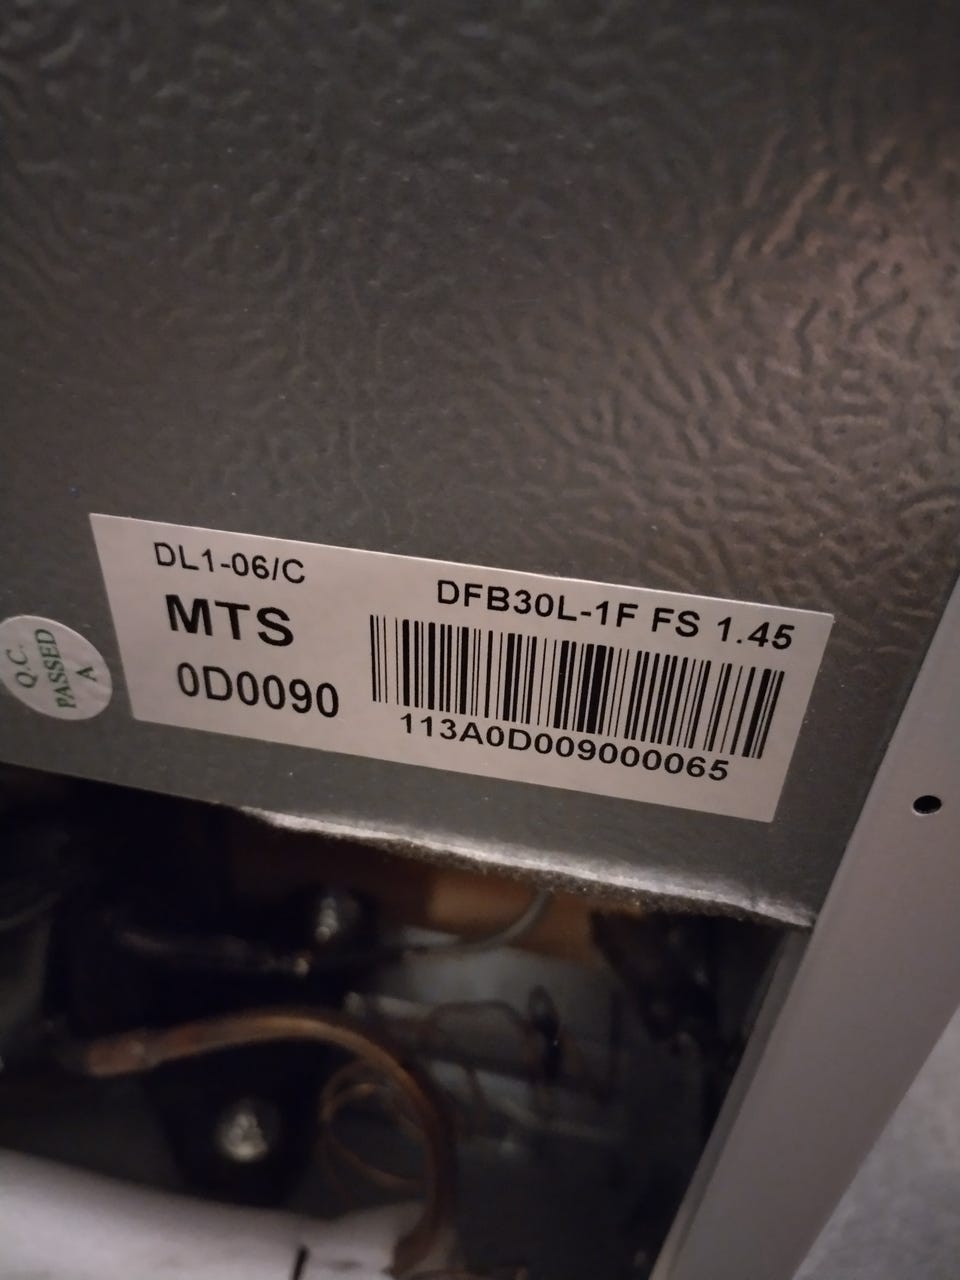 DL1-06/C
DFB30L-1F FS 1.45
MTS
0D0090
113A0D009000065
Q.C.
PASSED
A